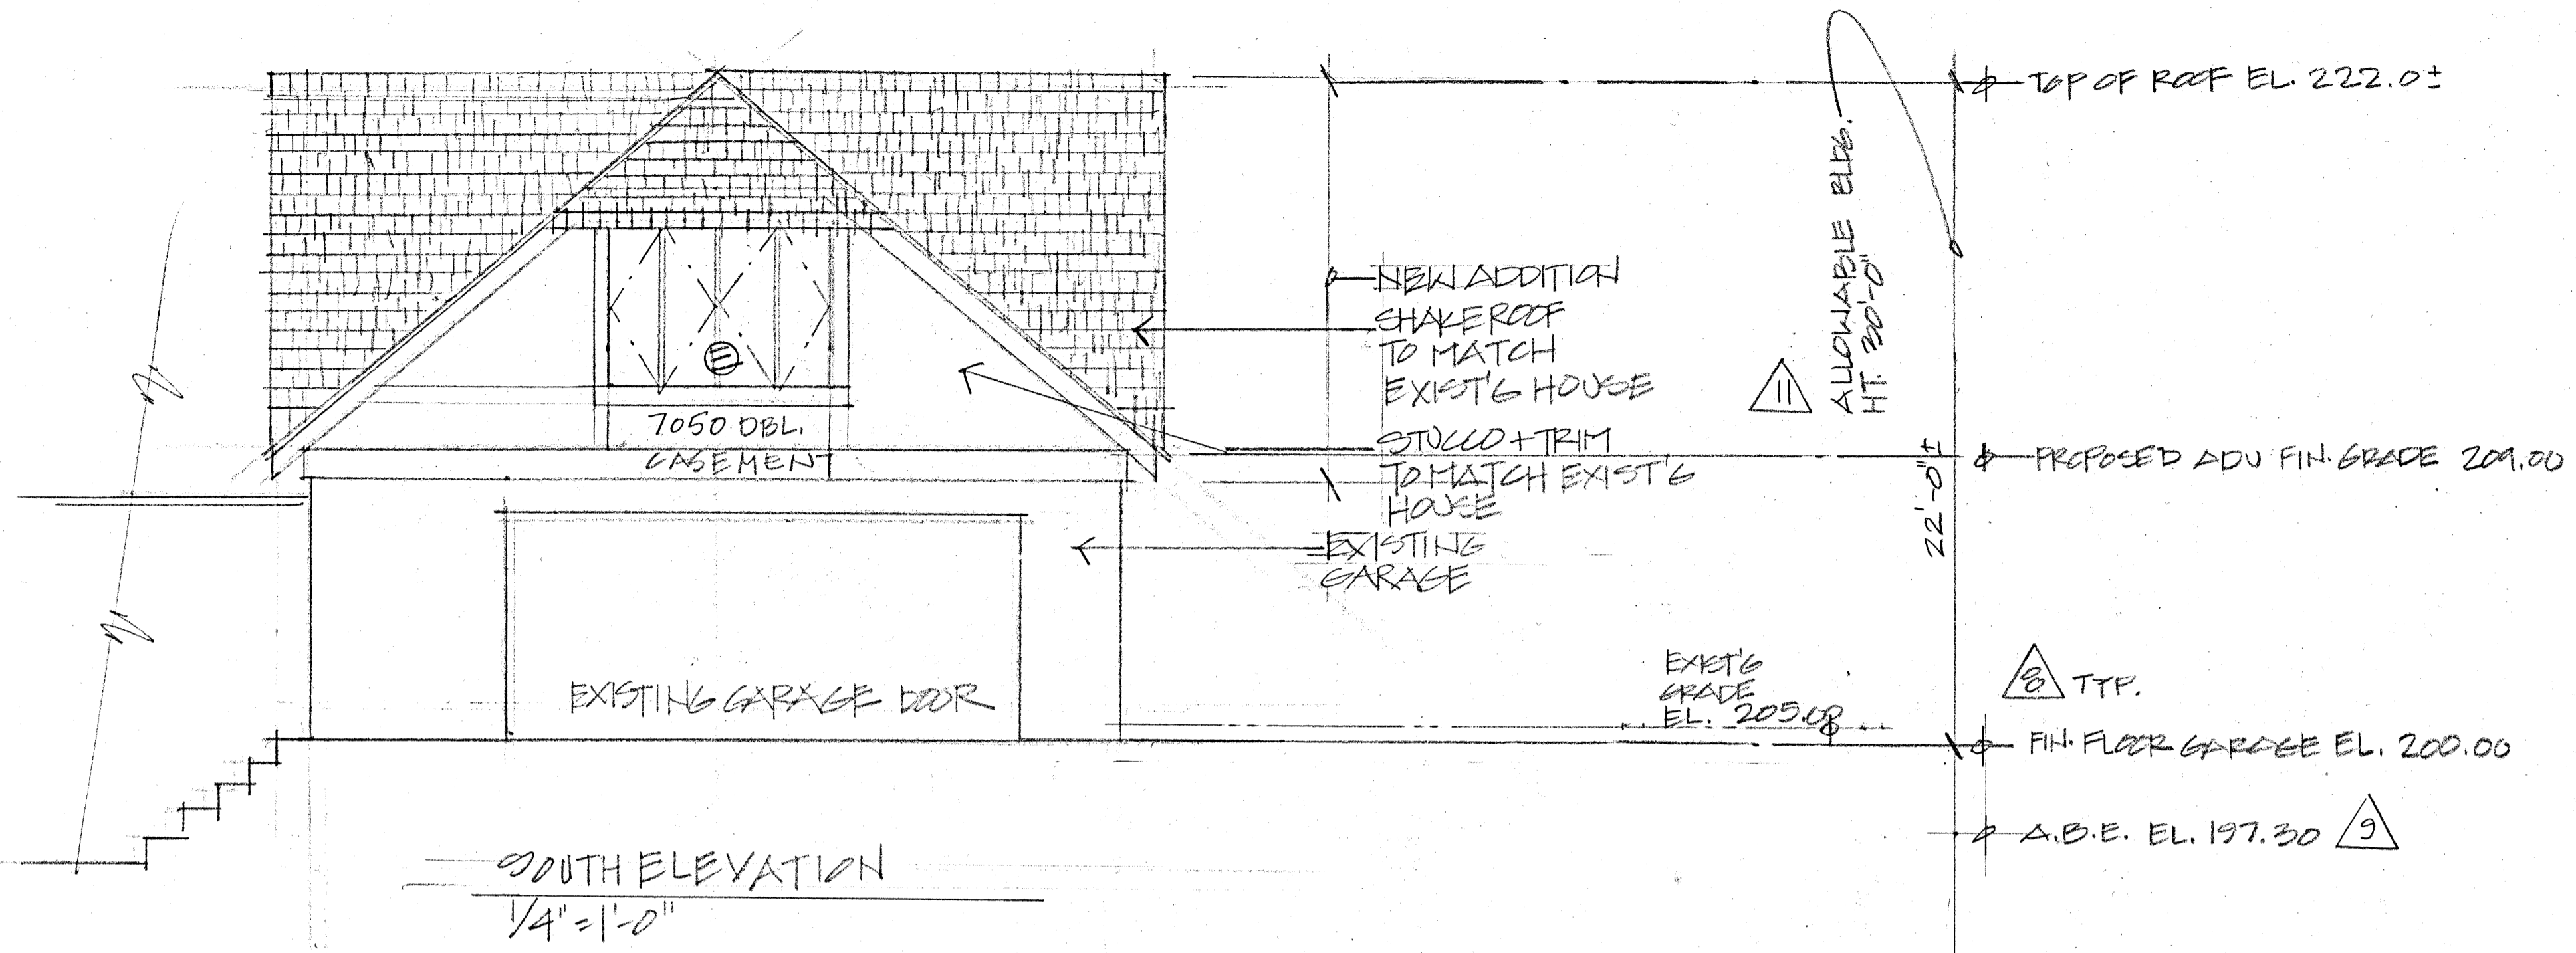 TOP OF ROOF EL. 222.0±
ALLOWABLE BLDG.
HT. 30'-0"
NEW ADDITION
SHAKE ROOF
TO MATCH
EXIST'G HOUSE
11
E
7050 DBL.
CASEMENT
STUCCO + TRIM
TO MATCH EXIST'G
HOUSE
PROPOSED ADU FIN. GRADE 209.00
22'-0"±
EXISTING
GARAGE
EXISTING GARAGE DOOR
EXIST'G
GRADE
EL. 205.08
8 TYP.
FIN. FLOOR GARAGE EL. 200.00
A.B.E. EL. 197.30 9
SOUTH ELEVATION
1/4" = 1'-0"